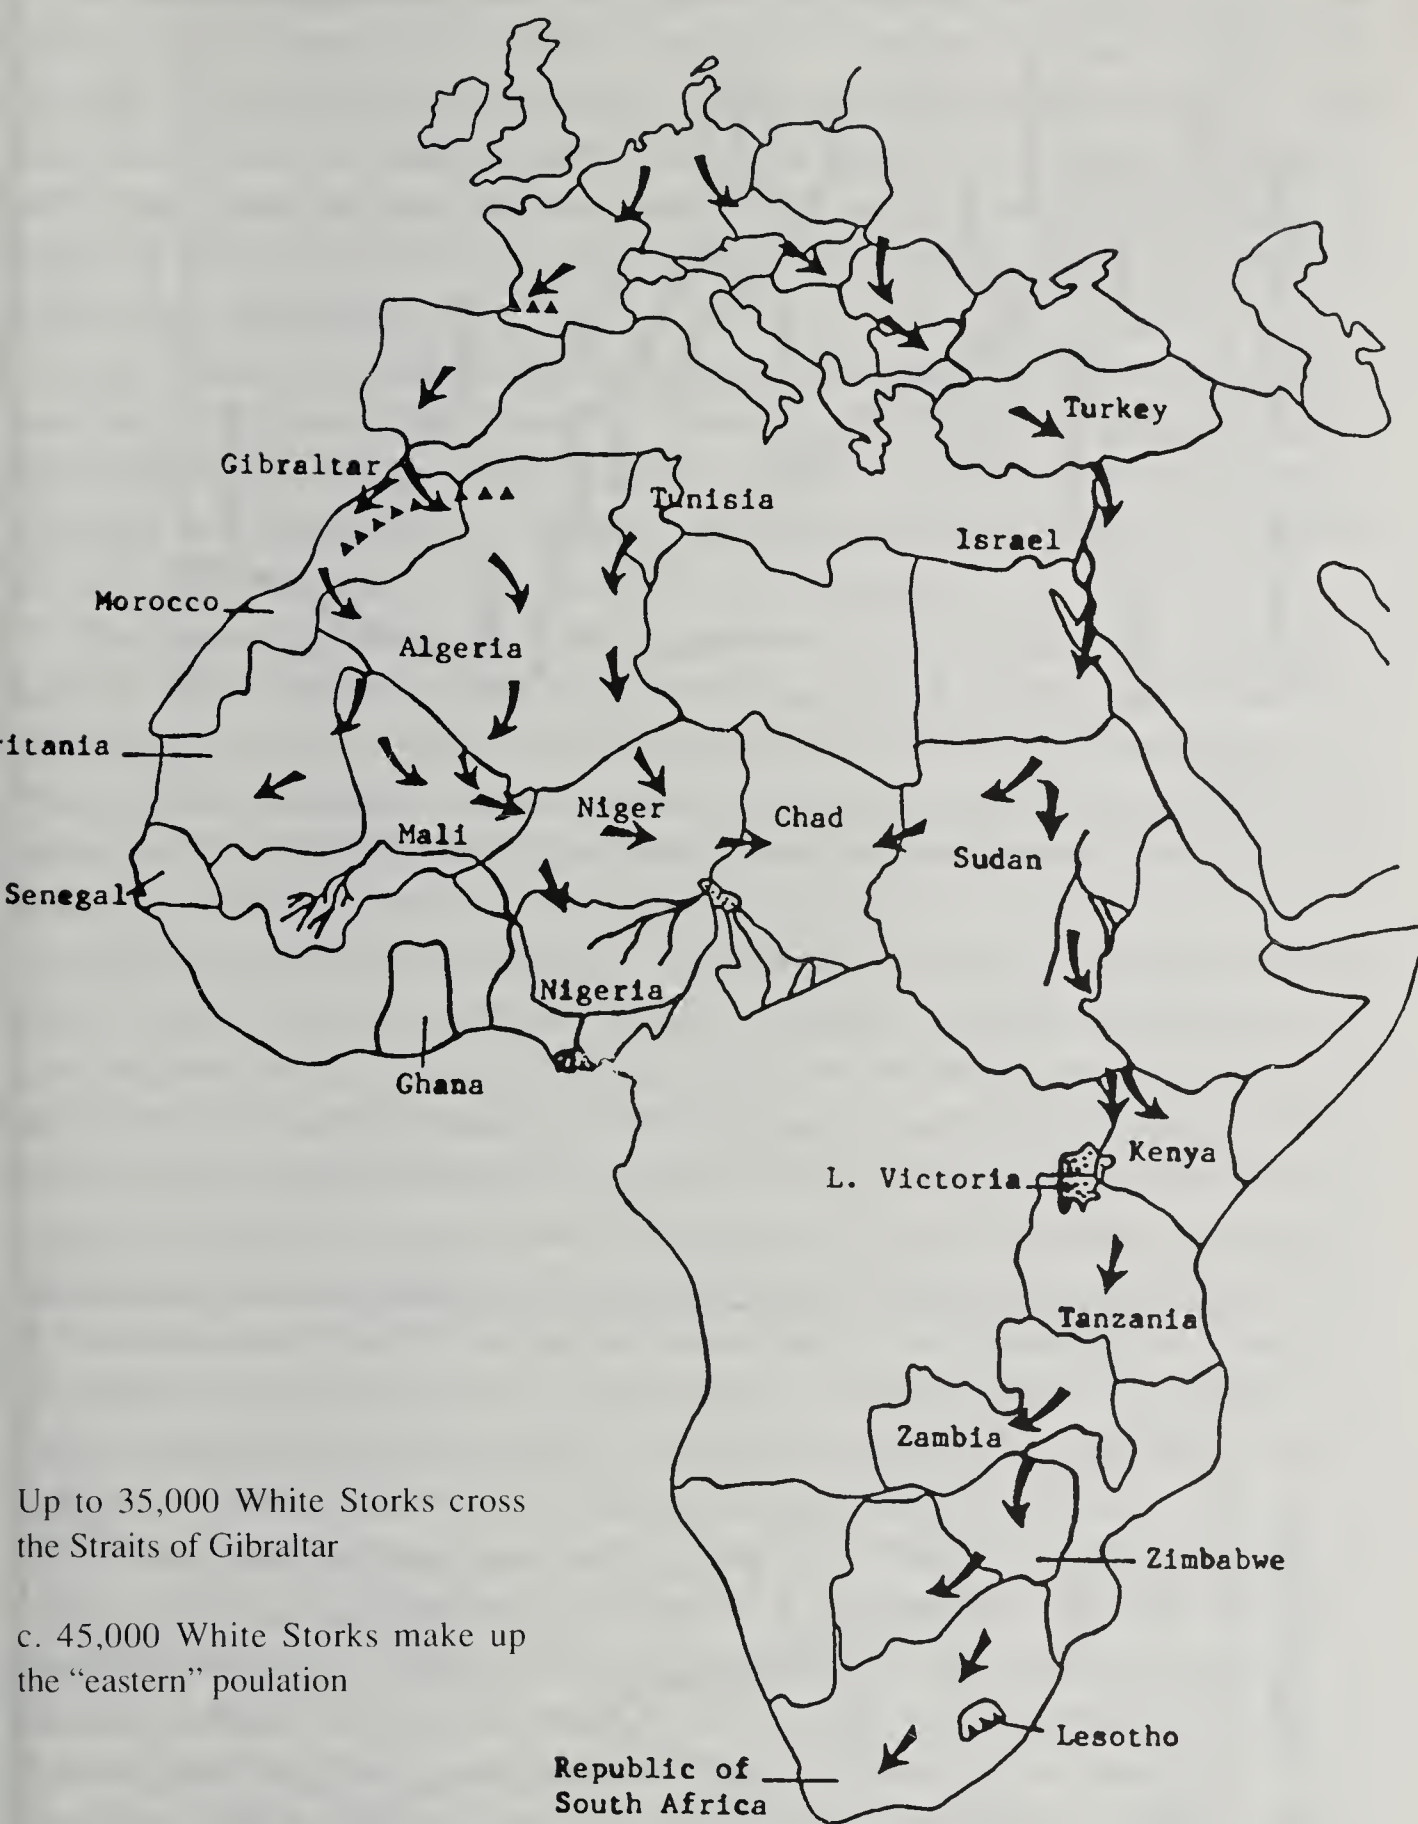 Turkey
Gibraltar
Tunisia
Israel
Morocco
Algeria
ritania
Niger
Chad
Mali
Sudan
Senegal
Nigeria
Ghana
Kenya
L. Victoria
Tanzania
Zambia
Up to 35,000 White Storks cross
the Straits of Gibraltar
Zimbabwe
c. 45,000 White Storks make up
the “eastern” poulation
Lesotho
Republic of
South Africa